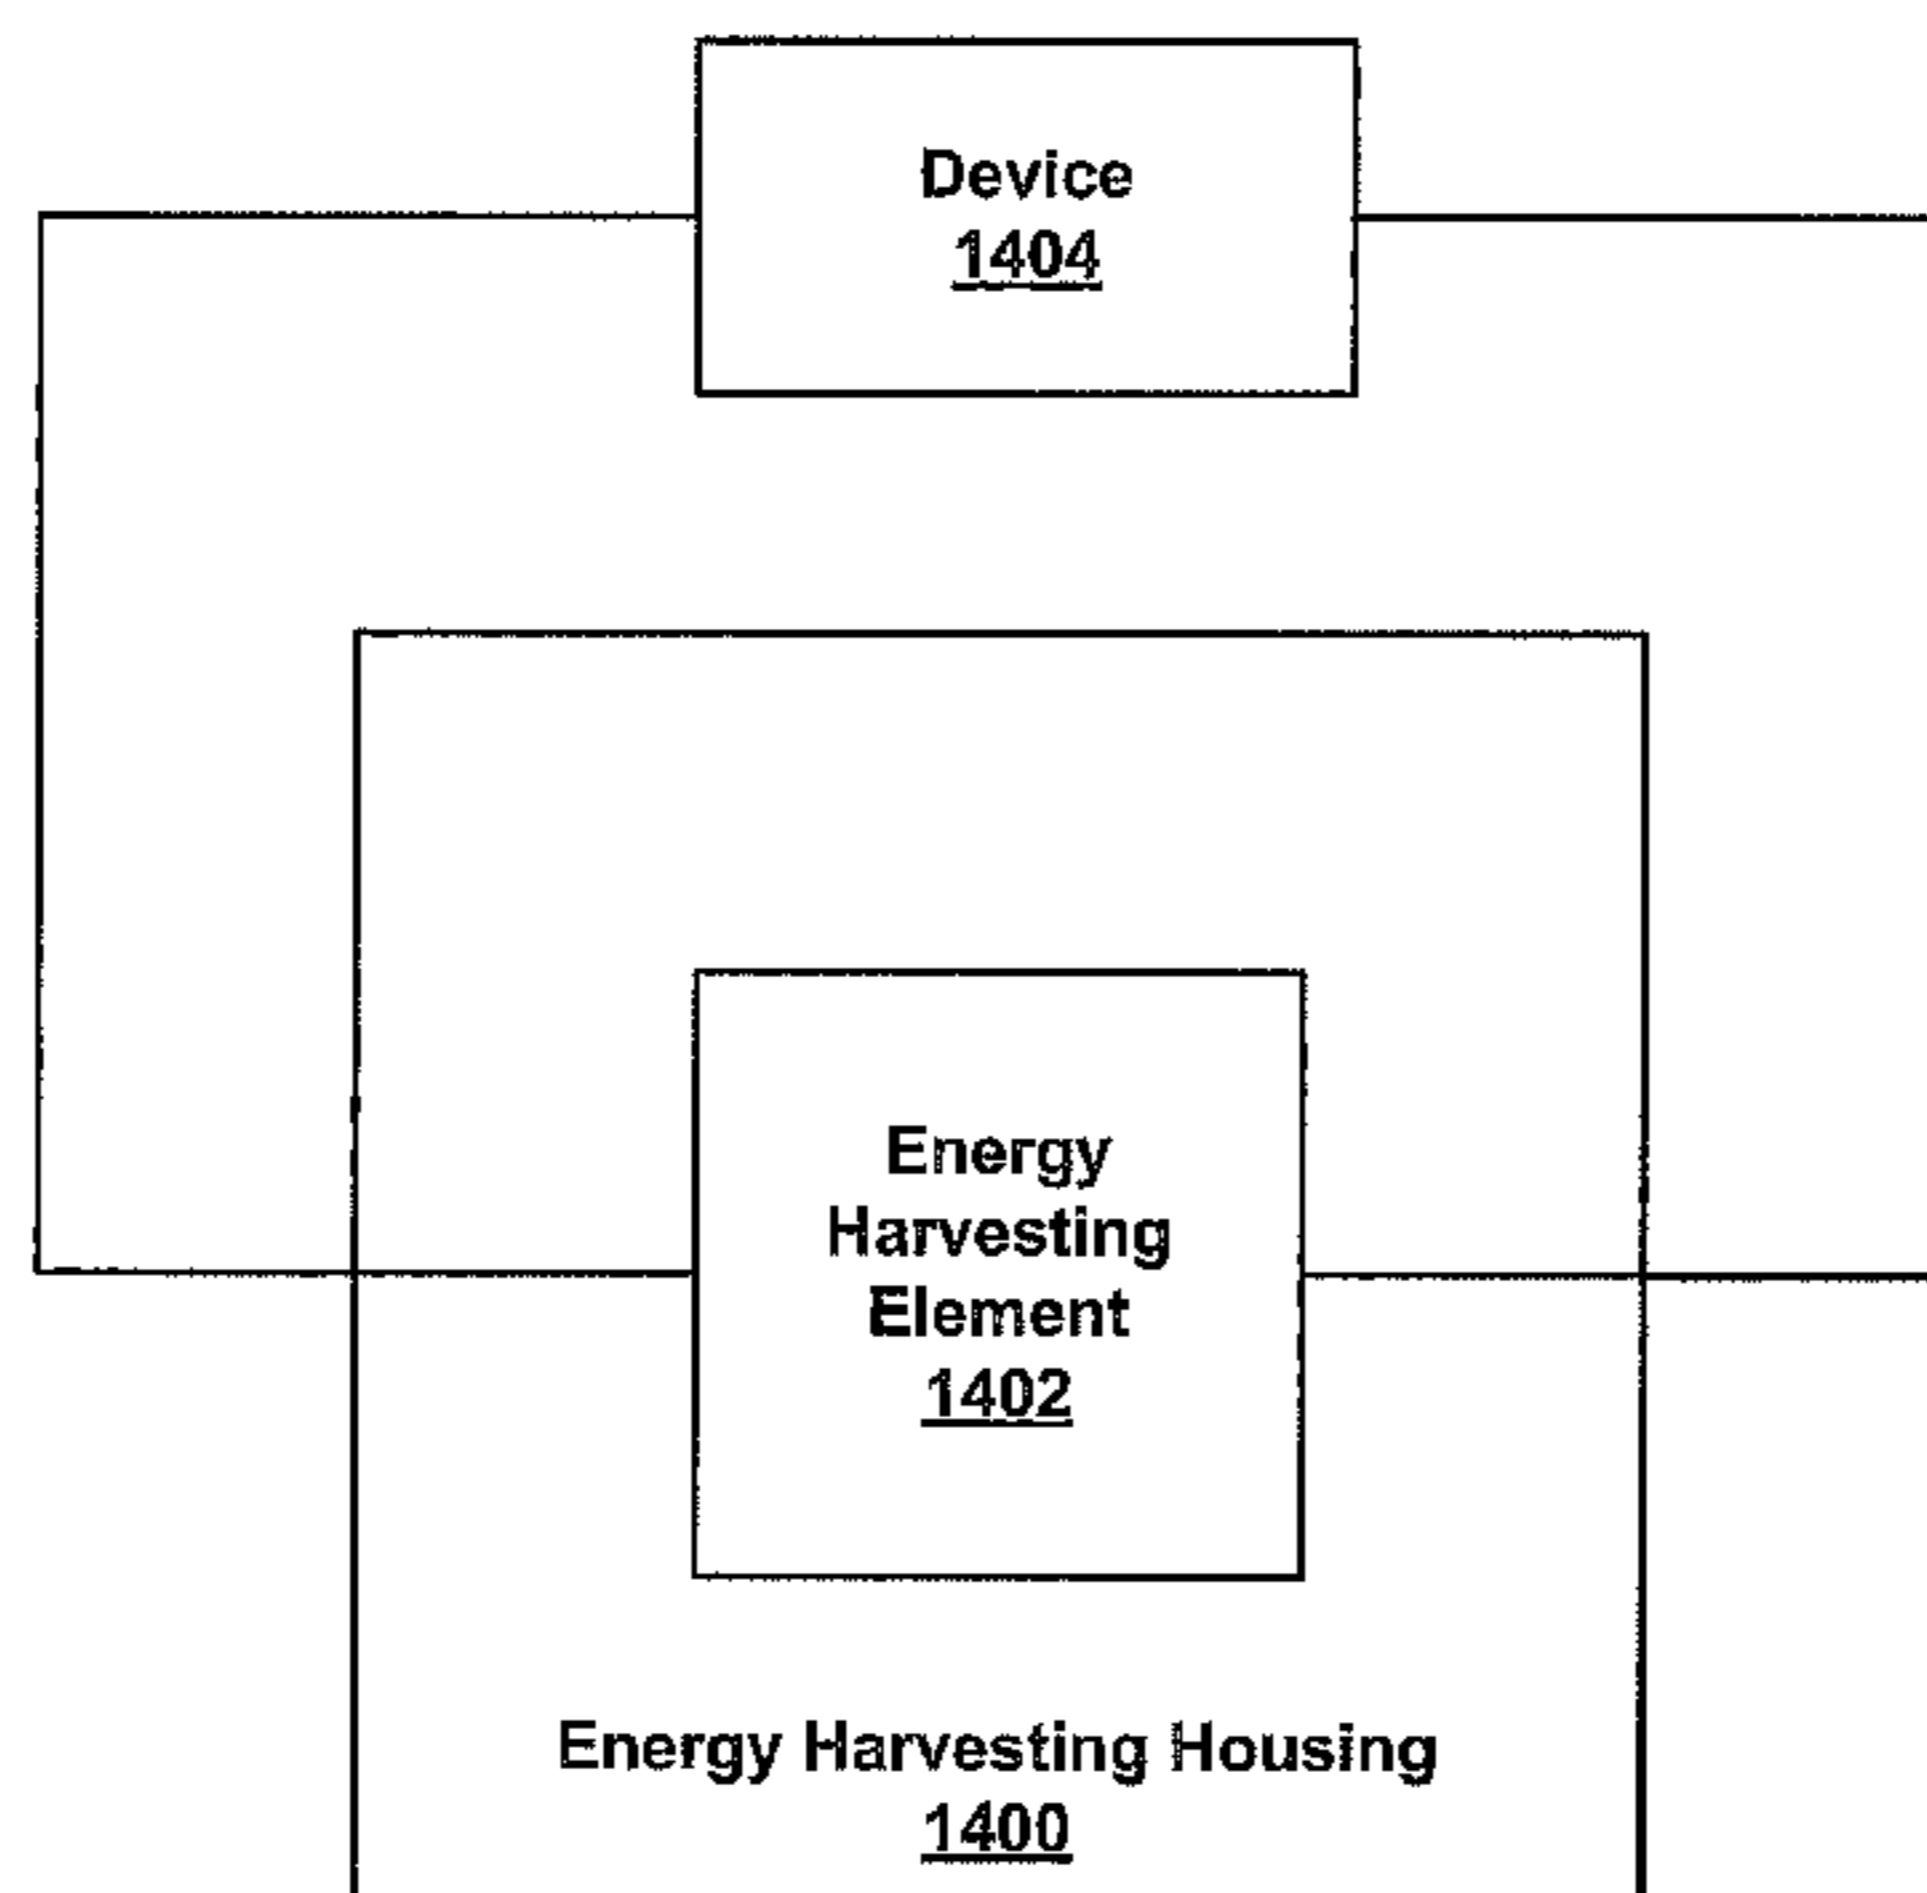 Device
1404
Energy
Harvesting
Element
1402
Energy Harvesting Housing
1400